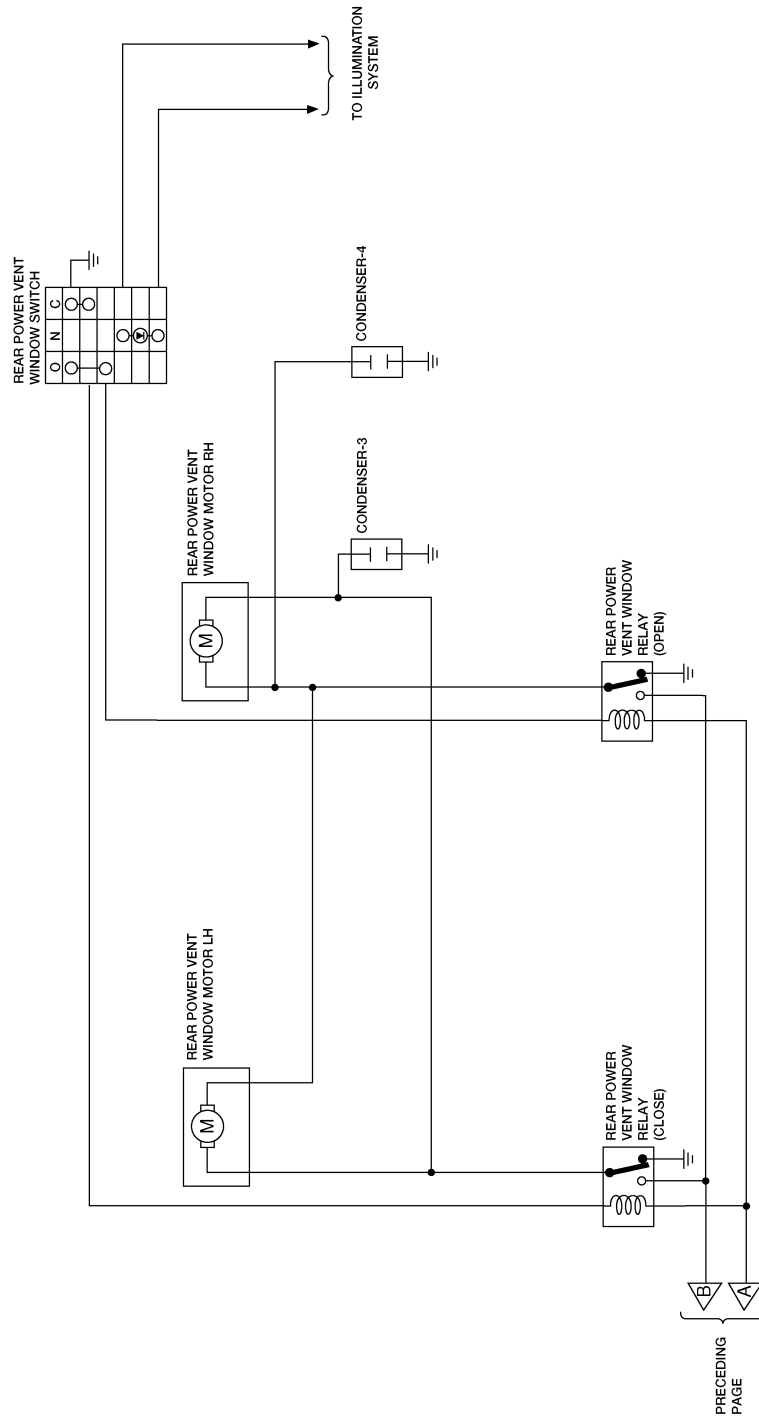 PRECEDING
PAGE
B
A
REAR POWER VENT
WINDOW MOTOR LH
M
REAR POWER
VENT WINDOW
RELAY
(CLOSE)
REAR POWER VENT
WINDOW MOTOR RH
M
REAR POWER
VENT WINDOW
RELAY
(OPEN)
CONDENSER-3
CONDENSER-4
REAR POWER VENT
WINDOW SWITCH
O N C
TO ILLUMINATION
SYSTEM